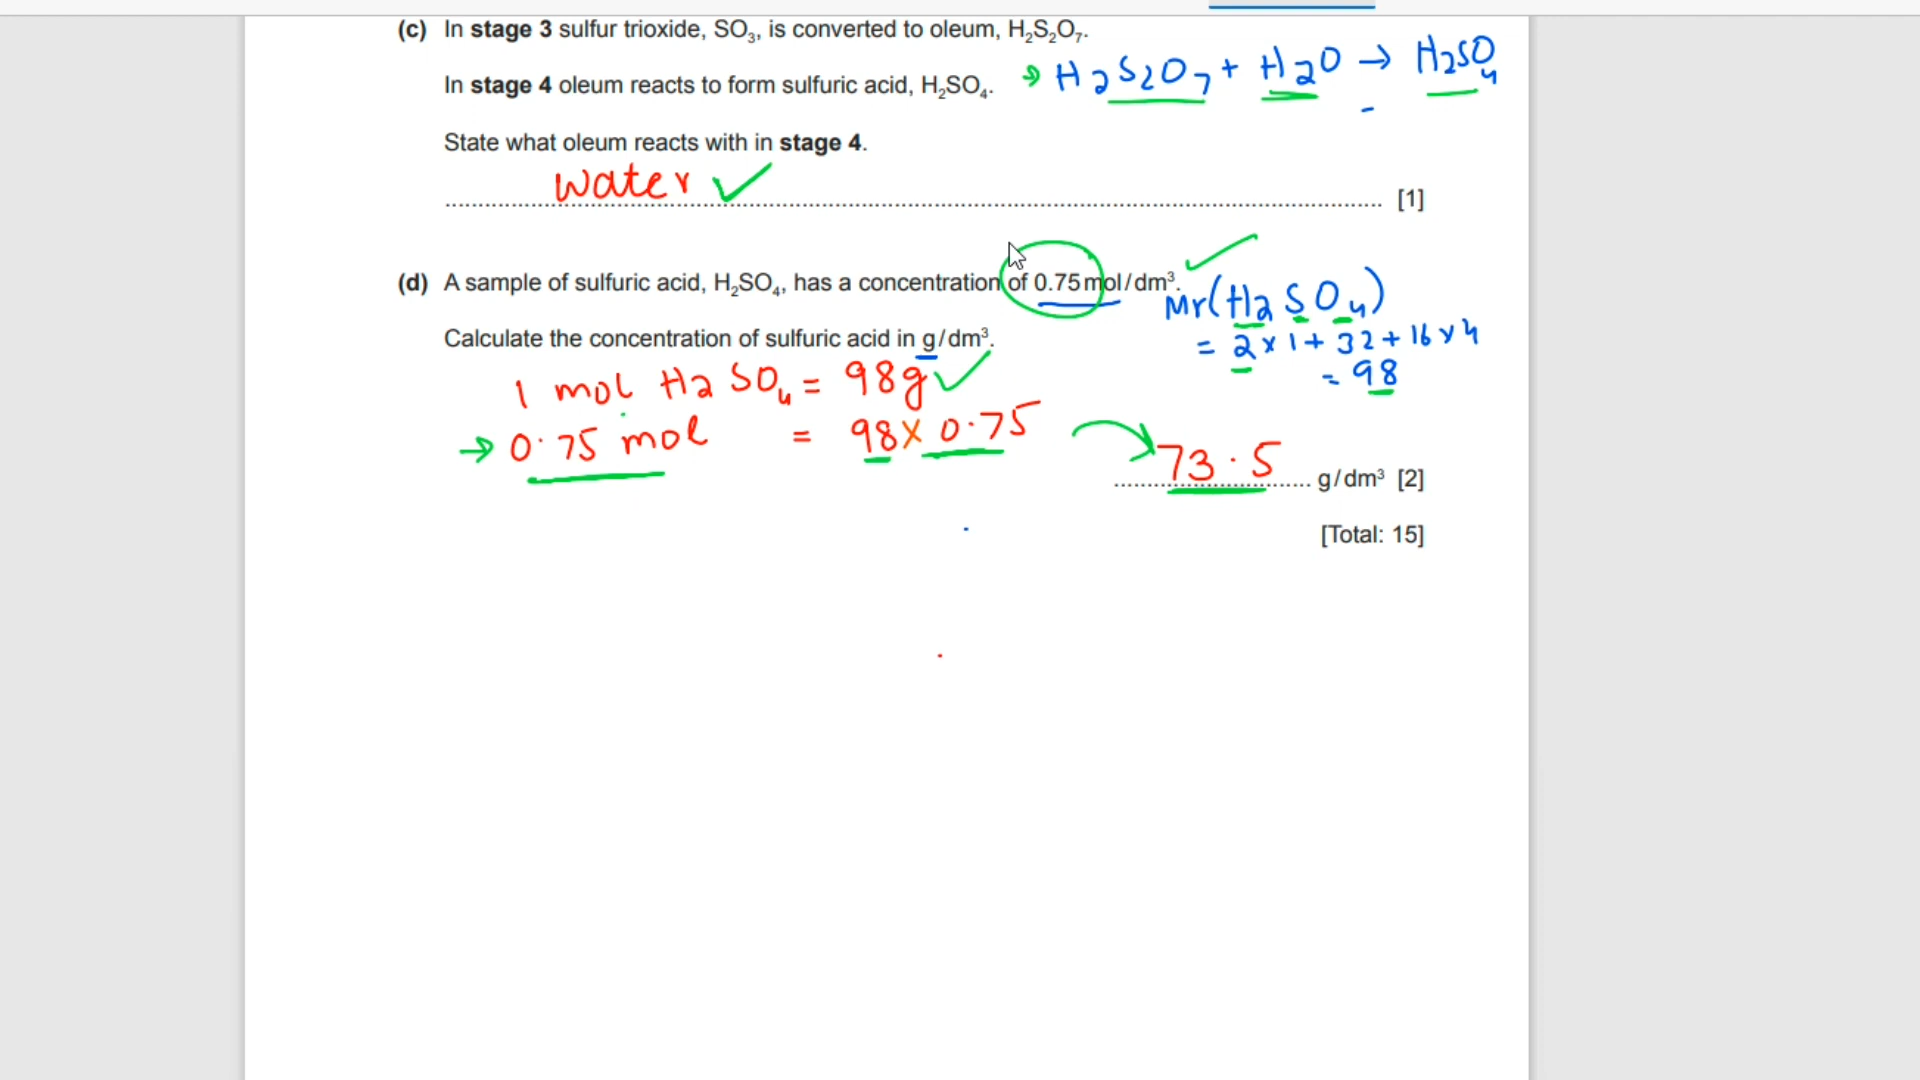 (c) In stage 3 sulfur trioxide, SO₃, is converted to oleum, H₂S₂O₇.
H₂S₂O₇ + H₂O → H₂SO₄
In stage 4 oleum reacts to form sulfuric acid, H₂SO₄.
State what oleum reacts with in stage 4.
water ✓
[1]
(d) A sample of sulfuric acid, H₂SO₄, has a concentration of 0.75 mol/dm³.
Mr(H₂SO₄)
Calculate the concentration of sulfuric acid in g/dm³.
= 2 × 1 + 32 + 16 × 4
= 98
1 mol H₂SO₄ = 98g ✓
→ 0.75 mol = 98 × 0.75
73.5 g/dm³ [2]
[Total: 15]